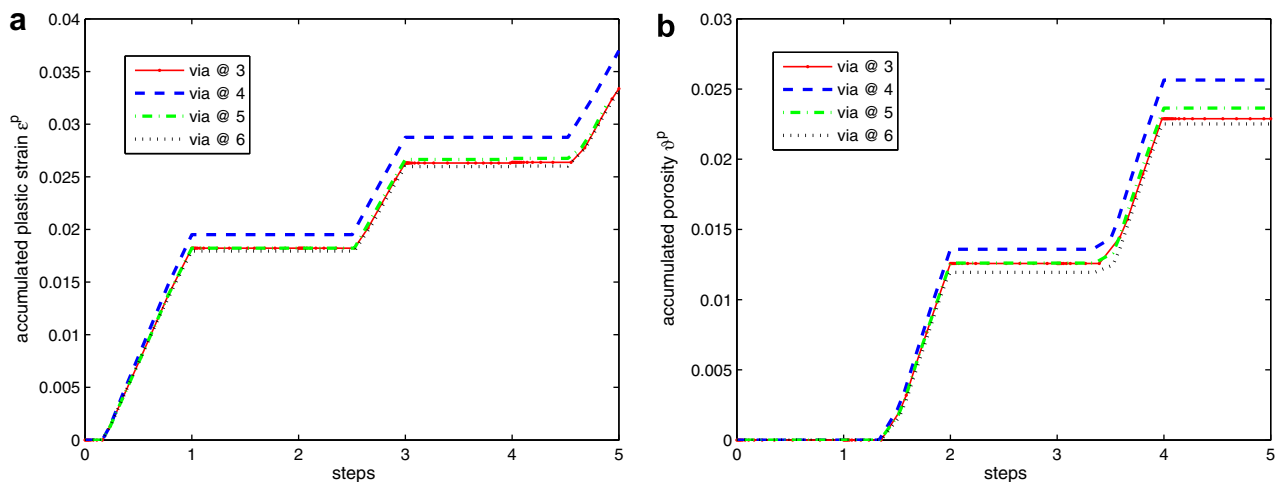 a
0.04
0.035
0.03
0.025
0.02
0.015
0.01
0.005
0
accumulated plastic strain εᵖ
via @ 3
via @ 4
via @ 5
via @ 6
0 1 2 3 4 5
steps
b
0.03
0.025
0.02
0.015
0.01
0.005
0
accumulated porosity ϑᵖ
via @ 3
via @ 4
via @ 5
via @ 6
0 1 2 3 4 5
steps